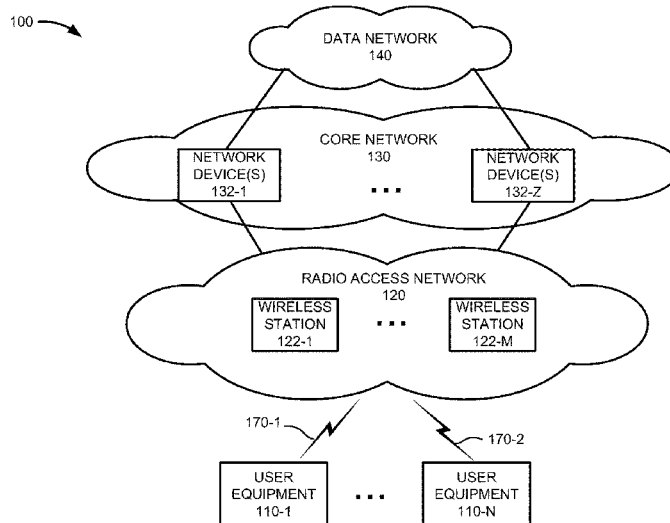 100
DATA NETWORK
140
CORE NETWORK
130
NETWORK
DEVICE(S)
132-1
NETWORK
DEVICE(S)
132-Z
RADIO ACCESS NETWORK
120
WIRELESS
STATION
122-1
WIRELESS
STATION
122-M
170-1
170-2
USER
EQUIPMENT
110-1
USER
EQUIPMENT
110-N